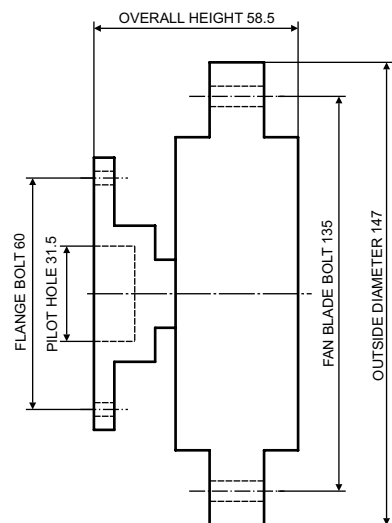 OVERALL HEIGHT 58.5
FLANGE BOLT 60
PILOT HOLE 31.5
FAN BLADE BOLT 135
OUTSIDE DIAMETER 147